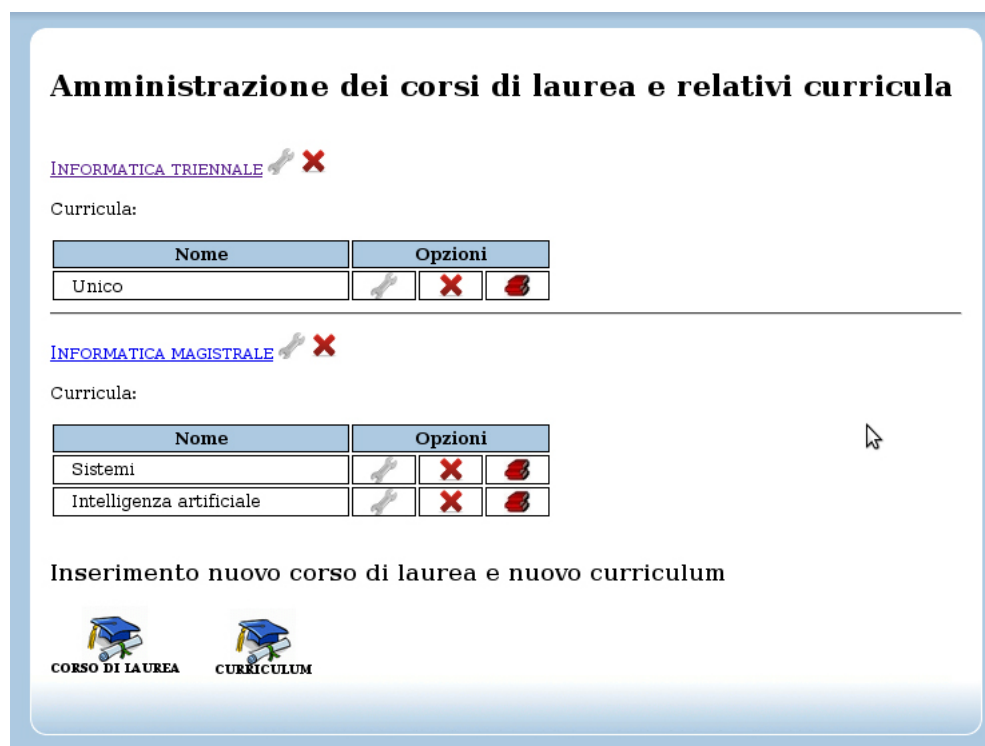 Amministrazione dei corsi di laurea e relativi curricula
INFORMATICA TRIENNALE
Curricula:
Nome Opzioni
Unico
INFORMATICA MAGISTRALE
Curricula:
Nome Opzioni
Sistemi
Intelligenza artificiale
Inserimento nuovo corso di laurea e nuovo curriculum
CORSO DI LAUREA CURRICULUM